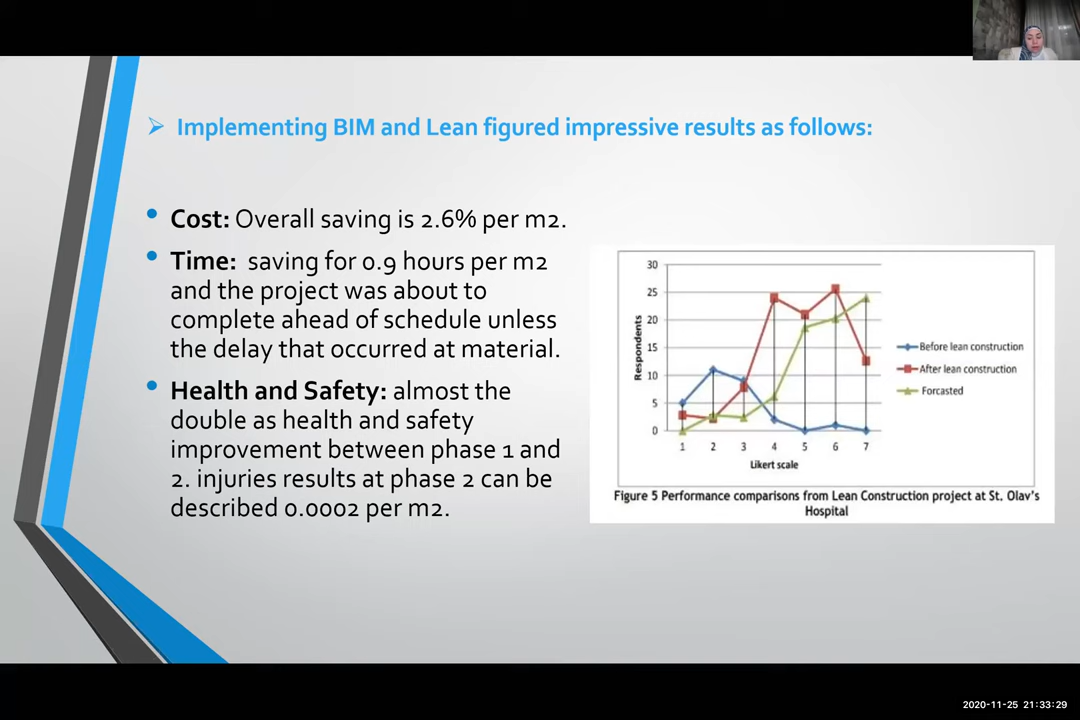 Implementing BIM and Lean figured impressive results as follows:
Cost: Overall saving is 2.6% per m2.
Time: saving for 0.9 hours per m2
and the project was about to
complete ahead of schedule unless
the delay that occurred at material.
Health and Safety: almost the
double as health and safety
improvement between phase 1 and
2. injuries results at phase 2 can be
described 0.0002 per m2.
30
25
20
15
10
5
0
Respondents
1 2 3 4 5 6 7
Likert scale
Before lean construction
After lean construction
Forcasted
Figure 5 Performance comparisons from Lean Construction project at St. Olav's
Hospital
2020-11-25 21:33:29